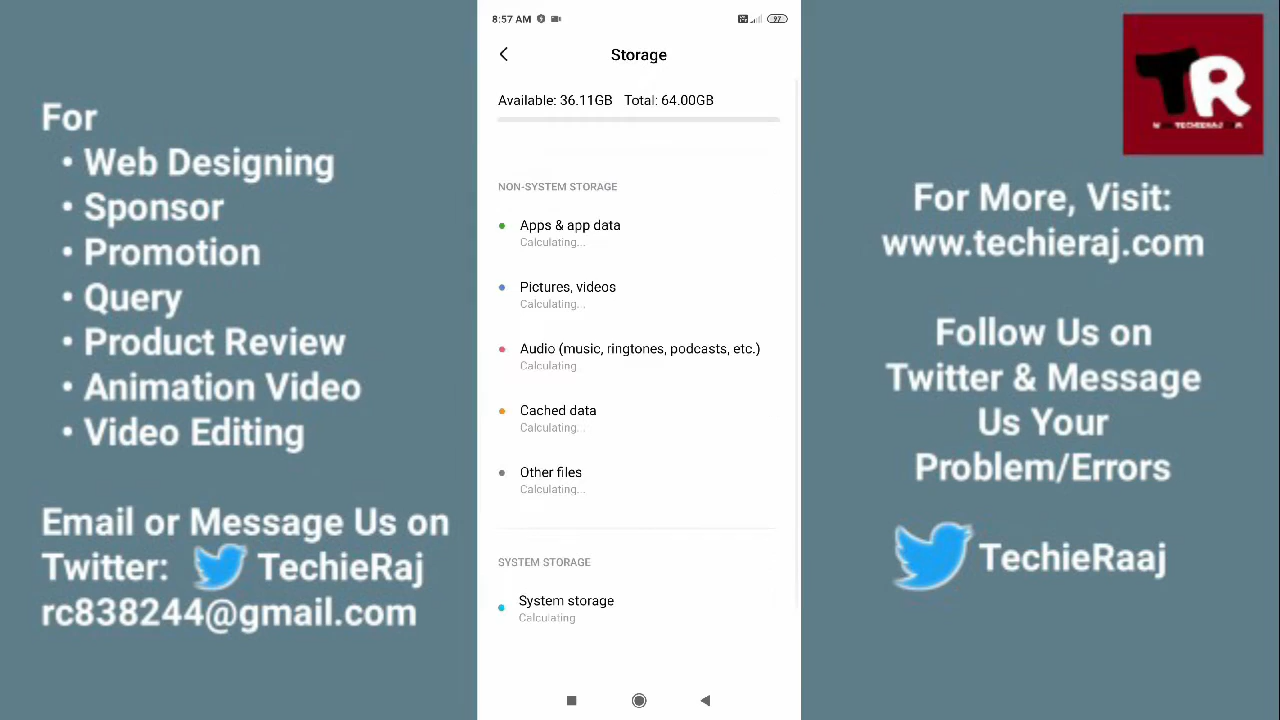 For
• Web Designing
• Sponsor
• Promotion
• Query
• Product Review
• Animation Video
• Video Editing
Email or Message Us on
Twitter: TechieRaj
rc838244@gmail.com
8:57 AM
97
Storage
Available: 36.11GB Total: 64.00GB
NON-SYSTEM STORAGE
Apps & app data
Calculating...
Pictures, videos
Calculating...
Audio (music, ringtones, podcasts, etc.)
Calculating
Cached data
Calculating...
Other files
Calculating...
SYSTEM STORAGE
System storage
Calculating
TR
For More, Visit:
www.techieraj.com
Follow Us on
Twitter & Message
Us Your
Problem/Errors
TechieRaaj